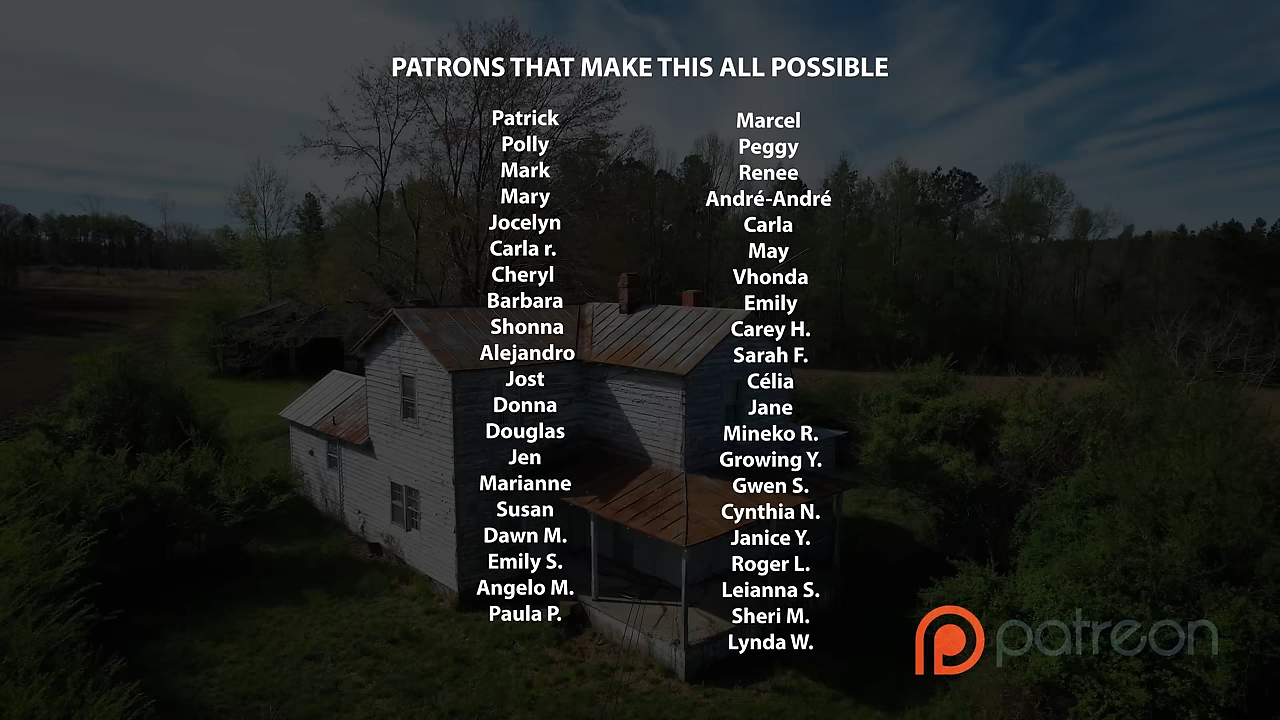 PATRONS THAT MAKE THIS ALL POSSIBLE
Patrick
Polly
Mark
Mary
Jocelyn
Carla r.
Cheryl
Barbara
Shonna
Alejandro
Jost
Donna
Douglas
Jen
Marianne
Susan
Dawn M.
Emily S.
Angelo M.
Paula P.
Marcel
Peggy
Renee
André-André
Carla
May
Vhonda
Emily
Carey H.
Sarah F.
Célia
Jane
Mineko R.
Growing Y.
Gwen S.
Cynthia N.
Janice Y.
Roger L.
Leianna S.
Sheri M.
Lynda W.
patreon